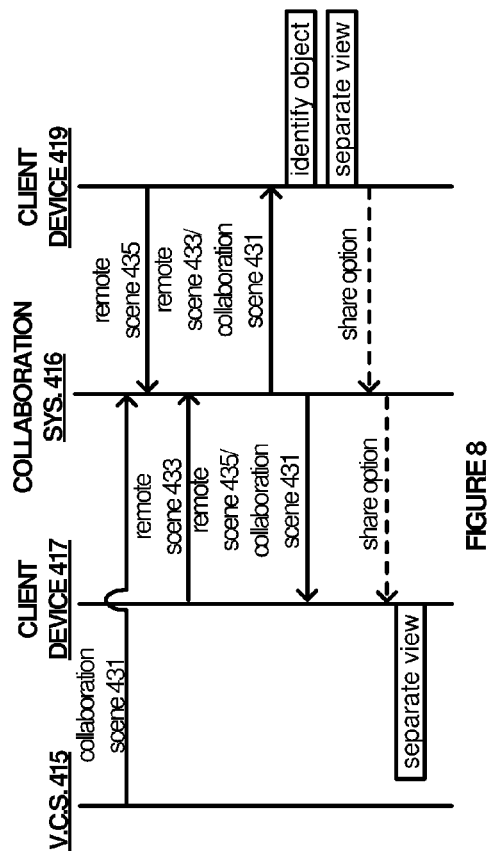 V.C.S. 415
CLIENT
DEVICE 417
COLLABORATION
SYS. 416
CLIENT
DEVICE 419
collaboration
scene 431
remote
scene 435
remote
scene 433
remote
scene 433/
collaboration
scene 431
remote
scene 435/
collaboration
scene 431
identify object
separate view
share option
share option
separate view
FIGURE 8